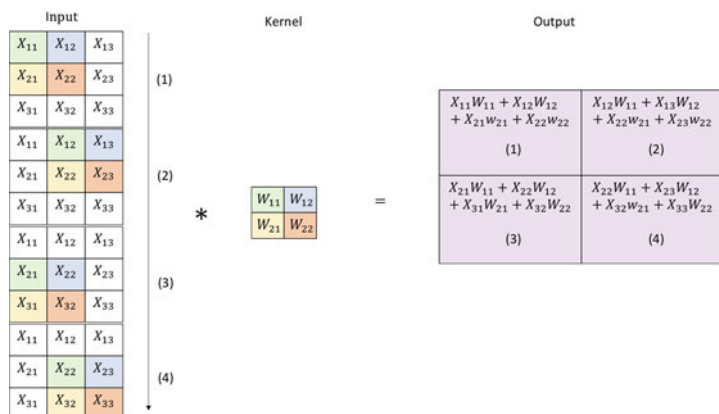 Input
Kernel
Output
X₁₁ X₁₂ X₁₃
X₂₁ X₂₂ X₂₃
X₃₁ X₃₂ X₃₃
(1)
X₁₁ X₁₂ X₁₃
X₂₁ X₂₂ X₂₃
X₃₁ X₃₂ X₃₃
(2)
X₁₁ X₁₂ X₁₃
X₂₁ X₂₂ X₂₃
X₃₁ X₃₂ X₃₃
(3)
X₁₁ X₁₂ X₁₃
X₂₁ X₂₂ X₂₃
X₃₁ X₃₂ X₃₃
(4)
*
W₁₁ W₁₂
W₂₁ W₂₂
=
X₁₁W₁₁ + X₁₂W₁₂
+ X₂₁w₂₁ + X₂₂w₂₂
(1)
X₁₂W₁₁ + X₁₃W₁₂
+ X₂₂w₂₁ + X₂₃w₂₂
(2)
X₂₁W₁₁ + X₂₂W₁₂
+ X₃₁W₂₁ + X₃₂W₂₂
(3)
X₂₂W₁₁ + X₂₃W₁₂
+ X₃₂w₂₁ + X₃₃W₂₂
(4)